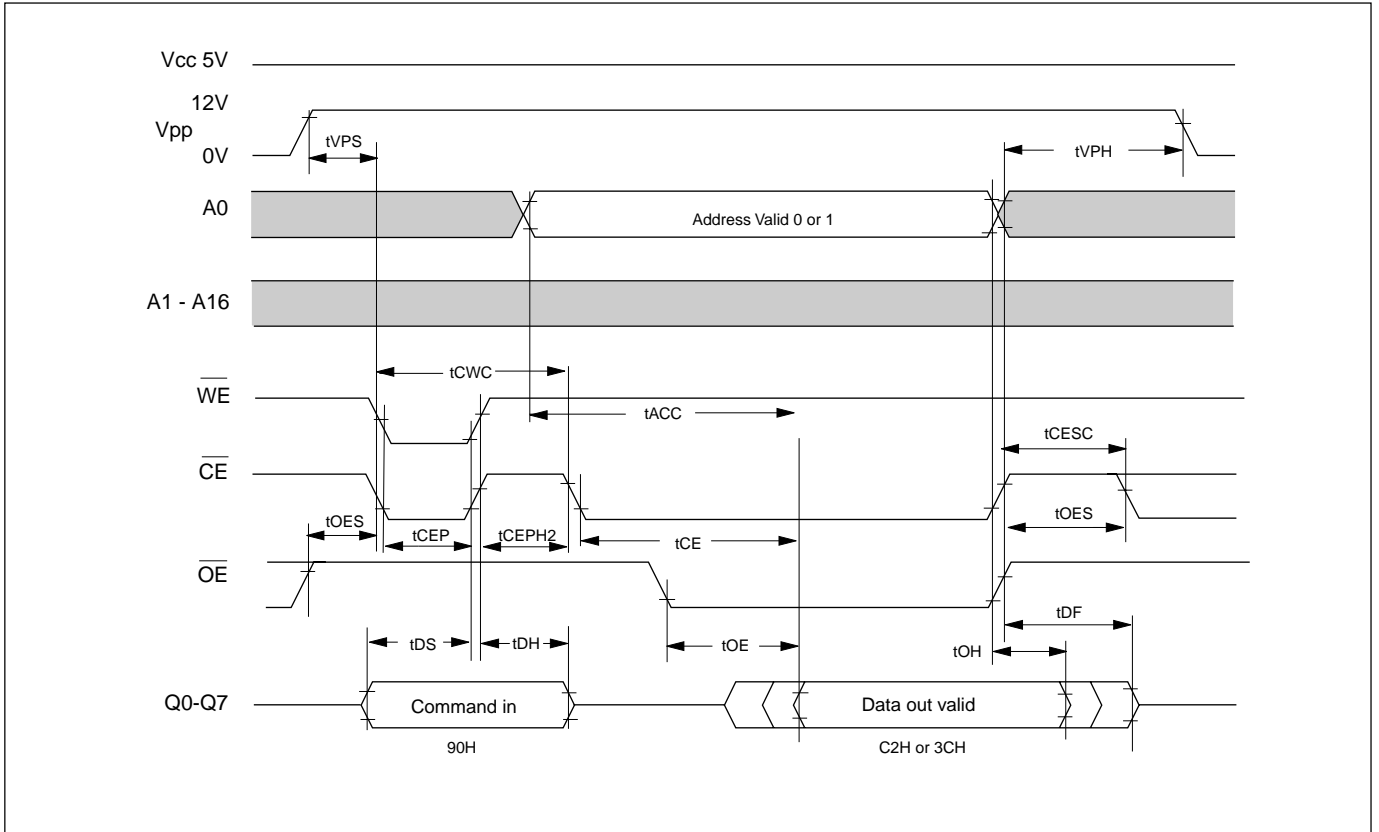 Vcc 5V
12V
Vpp
0V
tVPS
tVPH
A0
Address Valid 0 or 1
A1 - A16
tCWC
WE
tACC
tCESC
CE
tOES
tCEP
tCEPH2
tCE
tOES
OE
tDS
tDH
tOE
tOH
tDF
Q0-Q7
Command in
Data out valid
90H
C2H or 3CH